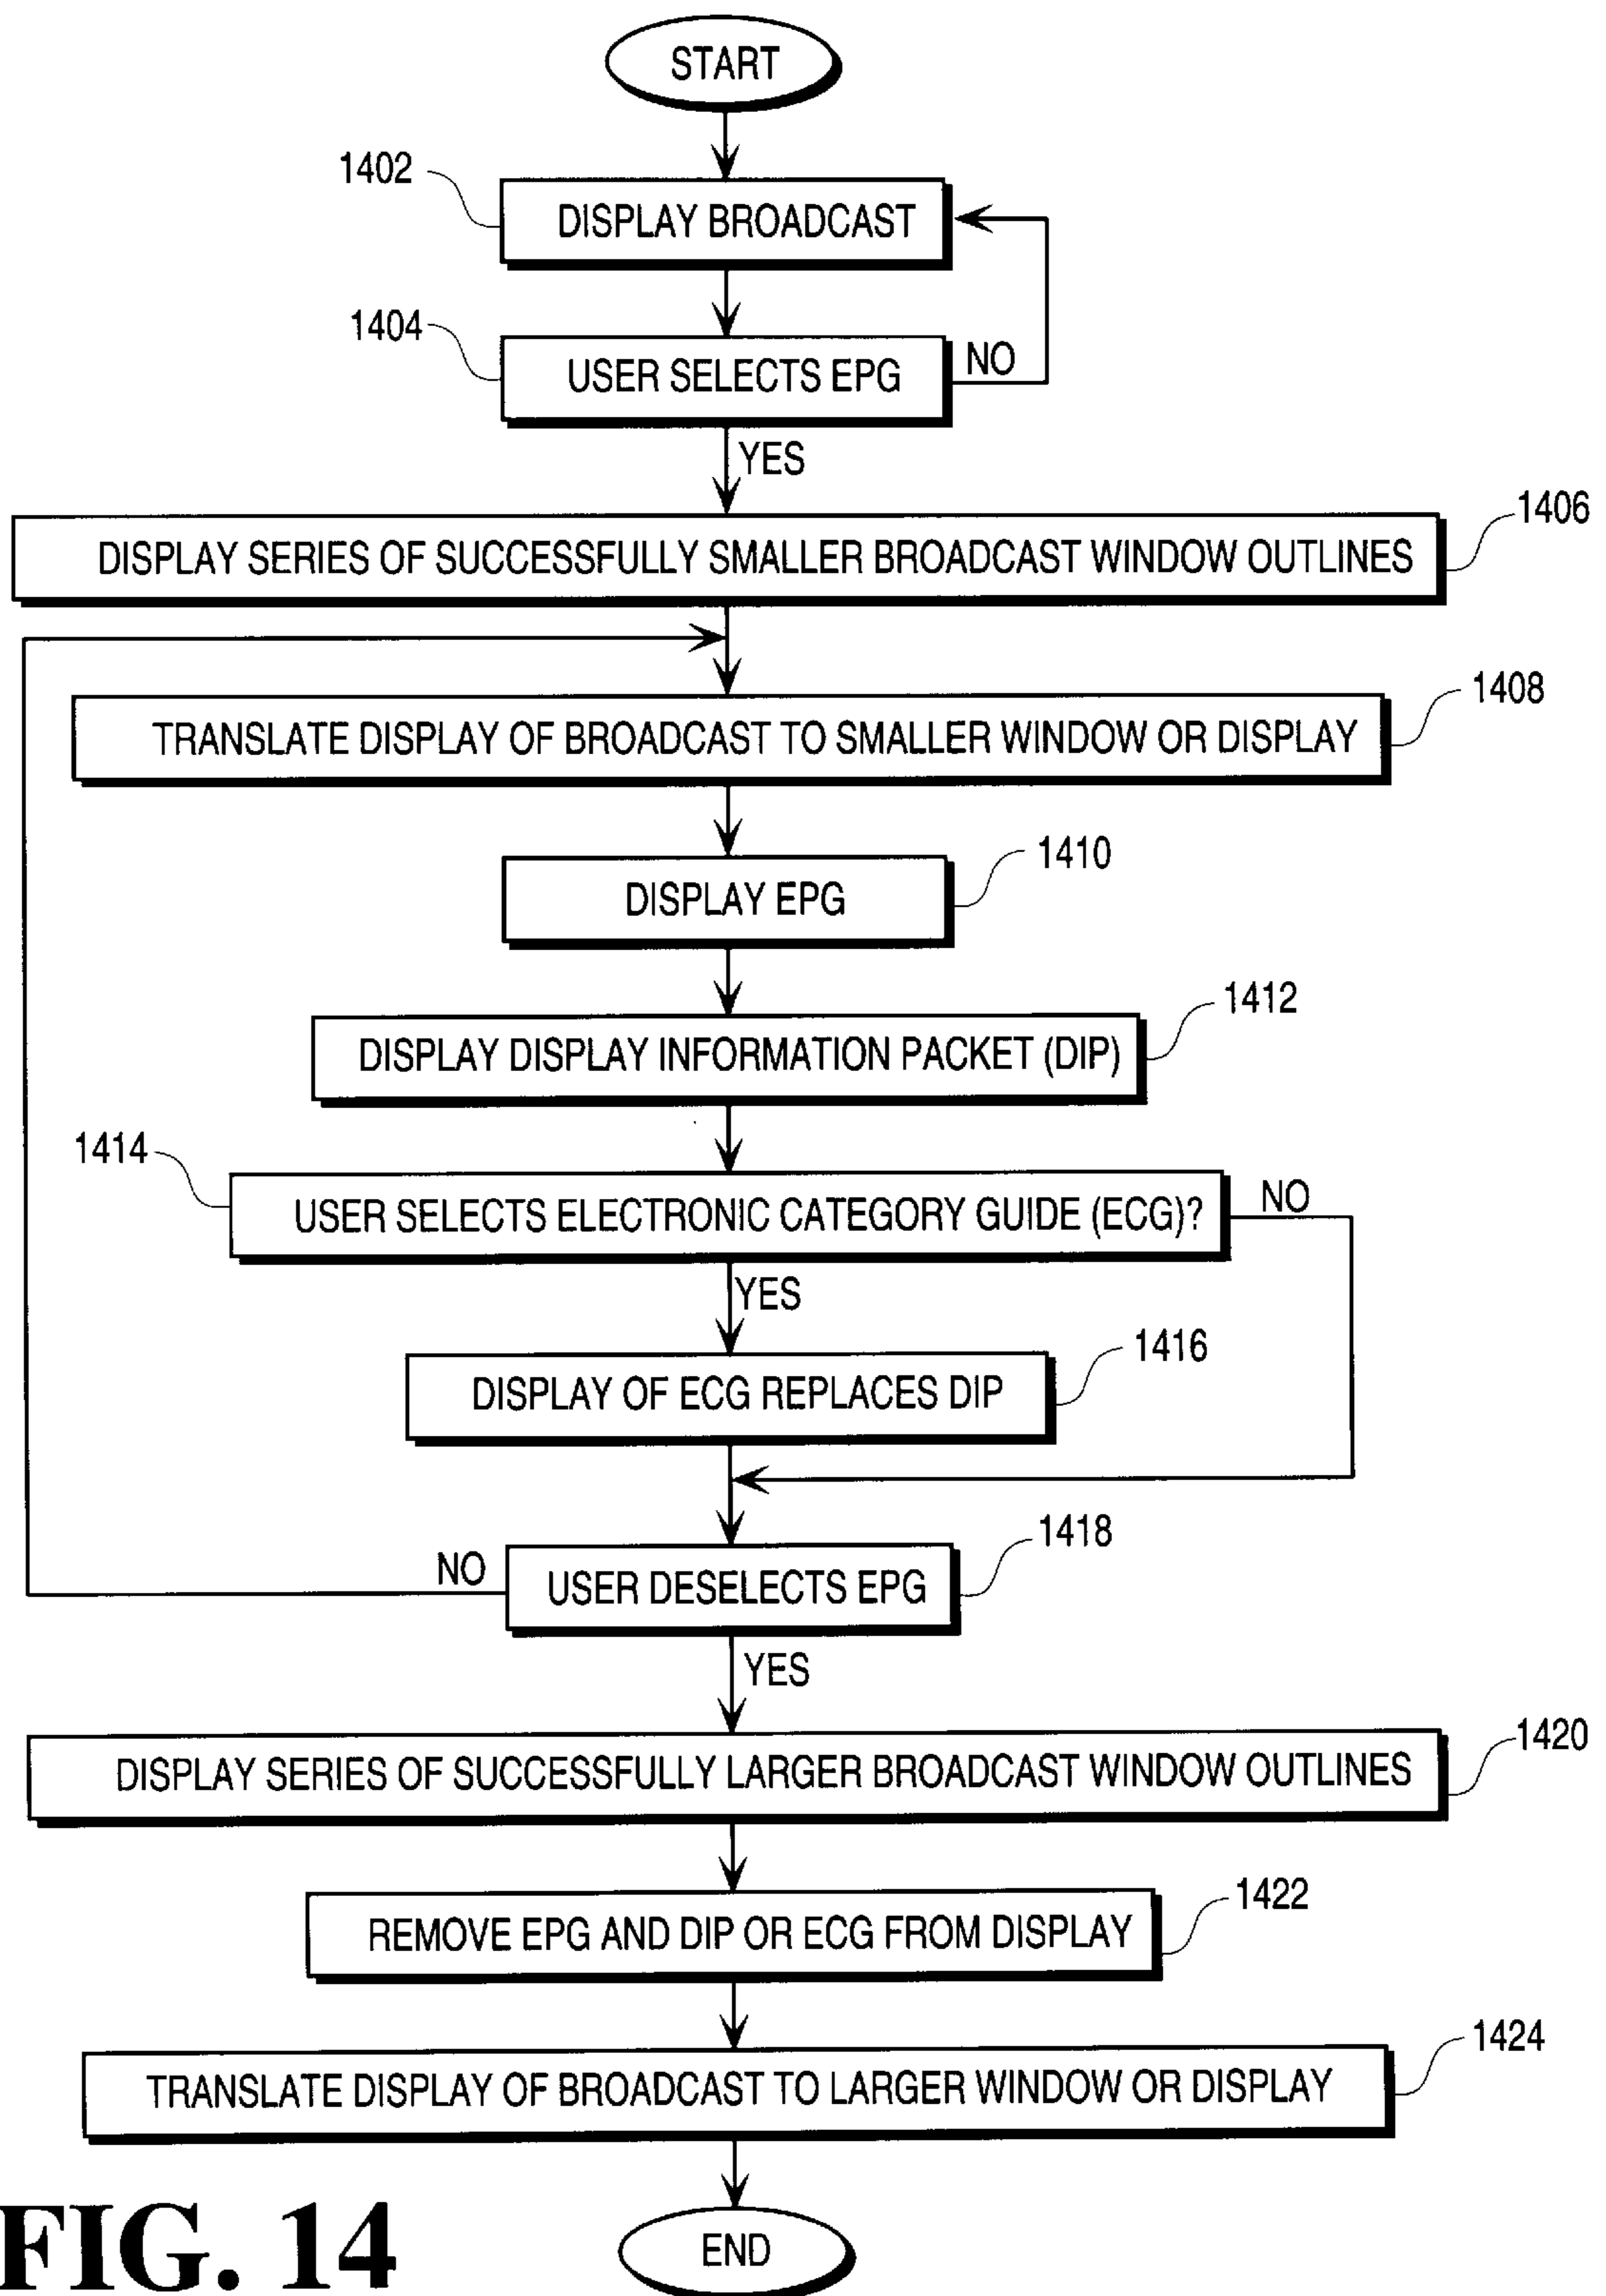 START
1402
DISPLAY BROADCAST
1404
USER SELECTS EPG
NO
YES
1406
DISPLAY SERIES OF SUCCESSFULLY SMALLER BROADCAST WINDOW OUTLINES
1408
TRANSLATE DISPLAY OF BROADCAST TO SMALLER WINDOW OR DISPLAY
1410
DISPLAY EPG
1412
DISPLAY DISPLAY INFORMATION PACKET (DIP)
1414
USER SELECTS ELECTRONIC CATEGORY GUIDE (ECG)?
NO
YES
1416
DISPLAY OF ECG REPLACES DIP
1418
NO
USER DESELECTS EPG
YES
1420
DISPLAY SERIES OF SUCCESSFULLY LARGER BROADCAST WINDOW OUTLINES
1422
REMOVE EPG AND DIP OR ECG FROM DISPLAY
1424
TRANSLATE DISPLAY OF BROADCAST TO LARGER WINDOW OR DISPLAY
END
FIG. 14